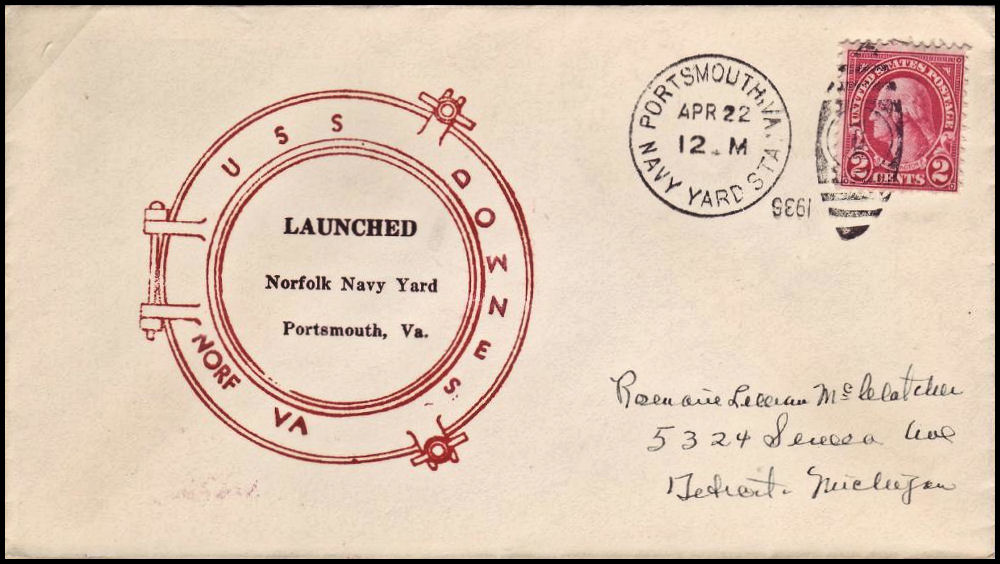 USS DOWNES
NORF VA
LAUNCHED
Norfolk Navy Yard
Portsmouth, Va.
PORTSMOUTH, VA.
APR 22
12 M
NAVY YARD STA.
1936
UNITED STATES POSTAGE
2 CENTS 2
5324 Seneca Ave
Detroit. Michigan